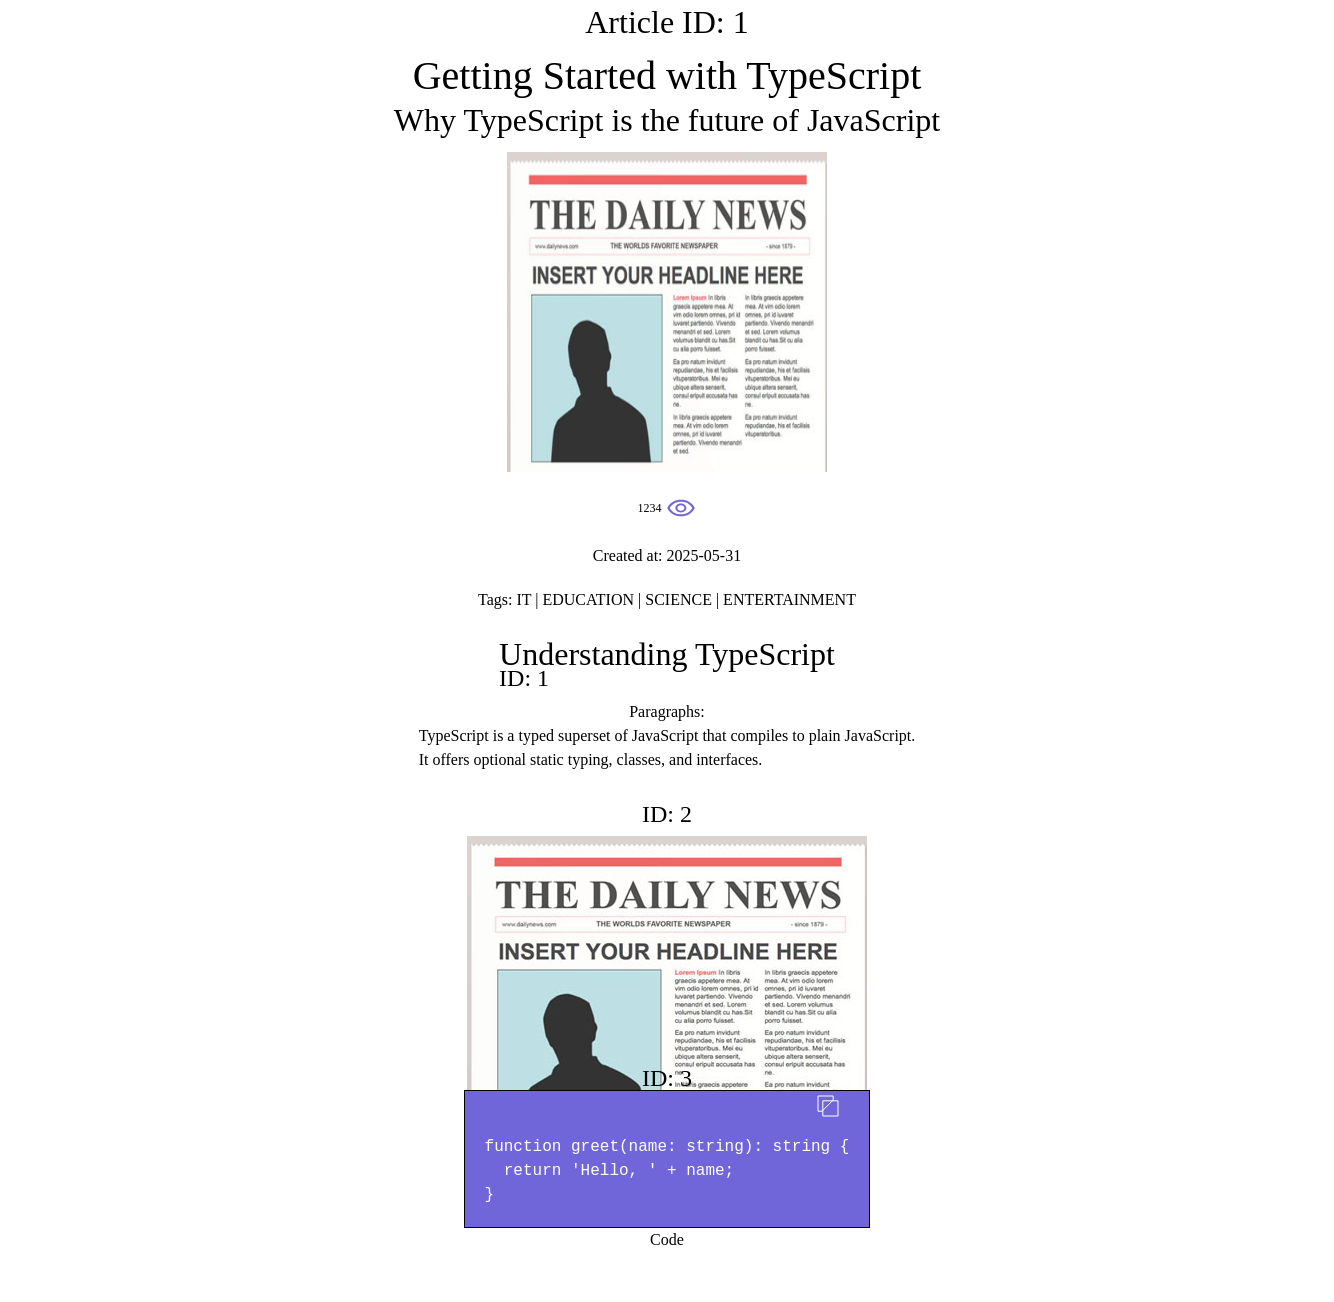 Article ID: 1
Getting Started with TypeScript
Why TypeScript is the future of JavaScript
THE DAILY NEWS
www.dailynews.com THE WORLDS FAVORITE NEWSPAPER - since 1879 -
INSERT YOUR HEADLINE HERE
Lorem Ipsum In libris
graecis appetere mea. At
vim odio lorem omnes, pri id
iuvaret partiendo. Vivendo
menandri et sed. Lorem
volumus blandit cu has.Sit
cu alia porro fuisset.
Ea pro natum invidunt
repudiandae, his et facilisis
vituperatoribus. Mei eu
ubique altera senserit,
consul eripuit accusata has
ne.
In libris graecis appetere
mea. At vim odio lorem
omnes, pri id iuvaret
partiendo. Vivendo menandri
et sed.
In libris graecis appetere
mea. At vim odio lorem
omnes, pri id iuvaret
partiendo. Vivendo menandri
et sed. Lorem volumus
blandit cu has.Sit cu alia
porro fuisset.
Ea pro natum invidunt
repudiandae, his et facilisis
vituperatoribus. Mei eu
ubique altera senserit,
consul eripuit accusata has
ne.
Ea pro natum invidunt
repudiandae, his et facilisis
vituperatoribus.
1234
Created at: 2025-05-31
Tags: IT | EDUCATION | SCIENCE | ENTERTAINMENT
Understanding TypeScript
ID: 1
Paragraphs:
TypeScript is a typed superset of JavaScript that compiles to plain JavaScript.
It offers optional static typing, classes, and interfaces.
ID: 2
THE DAILY NEWS
www.dailynews.com THE WORLDS FAVORITE NEWSPAPER - since 1879 -
INSERT YOUR HEADLINE HERE
Lorem Ipsum In libris
graecis appetere mea. At
vim odio lorem omnes, pri id
iuvaret partiendo. Vivendo
menandri et sed. Lorem
volumus blandit cu has.Sit
cu alia porro fuisset.
Ea pro natum invidunt
repudiandae, his et facilisis
vituperatoribus. Mei eu
ubique altera senserit,
consul eripuit accusata has
ne.
In libris graecis appetere
In libris graecis appetere
mea. At vim odio lorem
omnes, pri id iuvaret
partiendo. Vivendo menandri
et sed. Lorem volumus
blandit cu has.Sit cu alia
porro fuisset.
Ea pro natum invidunt
repudiandae, his et facilisis
vituperatoribus. Mei eu
ubique altera senserit,
consul eripuit accusata has
ne.
Ea pro natum invidunt
ID: 3
function greet(name: string): string {
  return 'Hello, ' + name;
}
Code